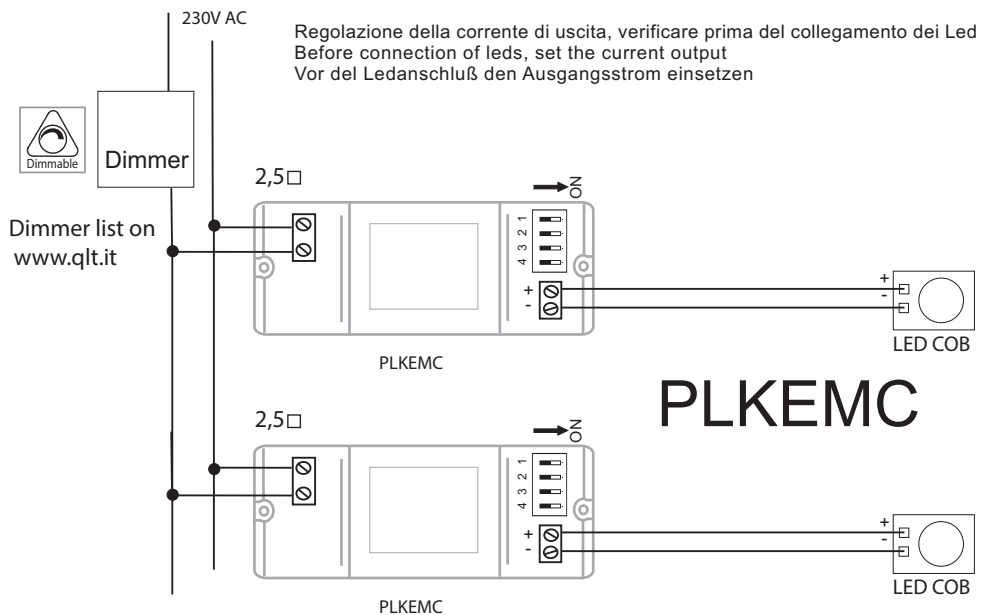 230V AC
Regolazione della corrente di uscita, verificare prima del collegamento dei Led
Before connection of leds, set the current output
Vor del Ledanschluß den Ausgangsstrom einsetzen
Dimmable
Dimmer
Dimmer list on
www.qlt.it
2,5□
ON
1
2
3
4
+
-
+
-
LED COB
PLKEMC
PLKEMC
2,5□
ON
1
2
3
4
+
-
+
-
LED COB
PLKEMC